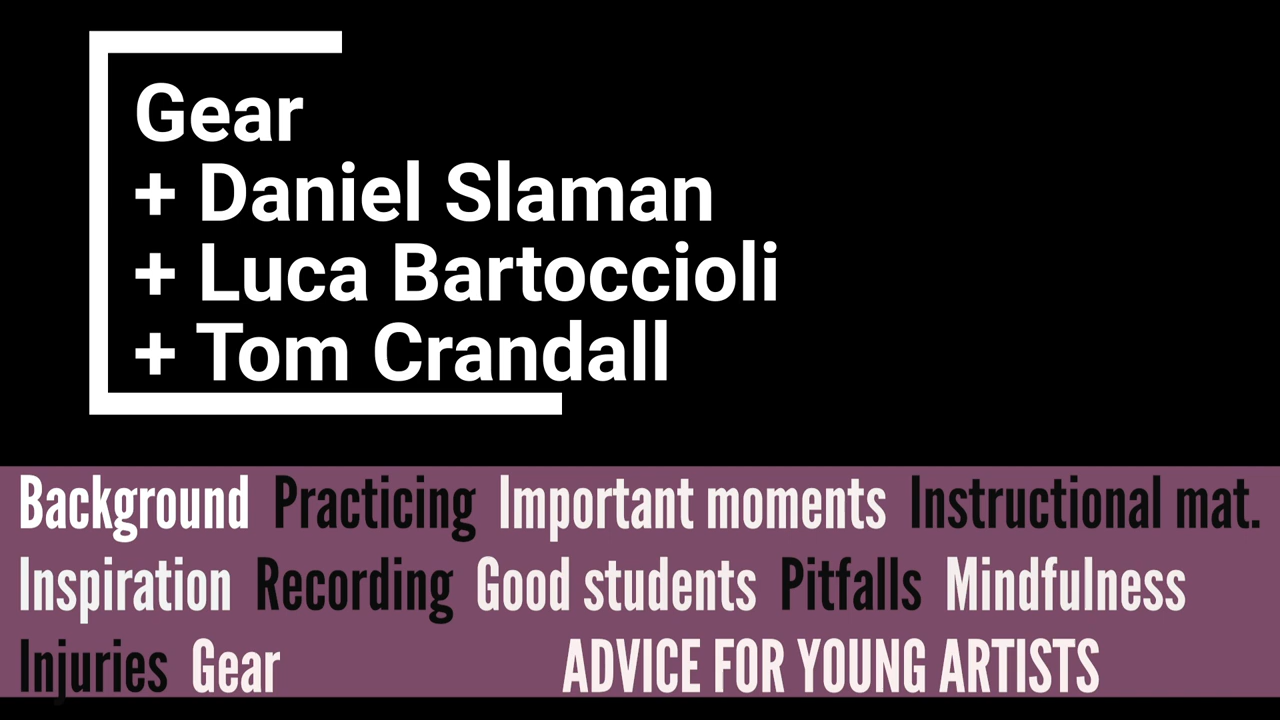 Gear
+ Daniel Slaman
+ Luca Bartoccioli
+ Tom Crandall
Background Practicing Important moments Instructional mat.
Inspiration Recording Good students Pitfalls Mindfulness
Injuries Gear ADVICE FOR YOUNG ARTISTS